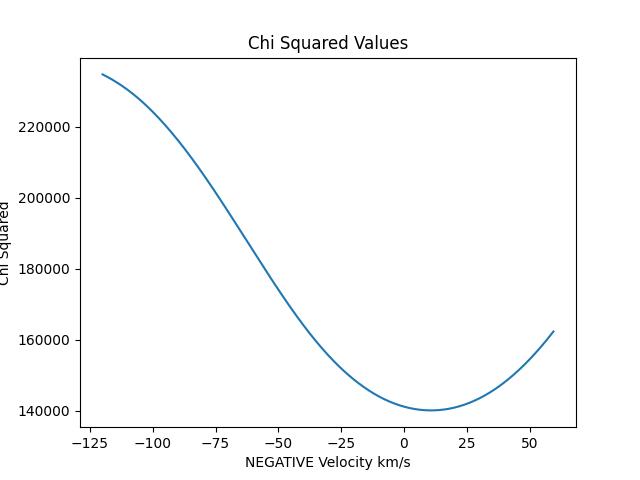 Chi Squared Values
220000
200000
180000
160000
140000
Chi Squared
−125 −100 −75 −50 −25 0 25 50
NEGATIVE Velocity km/s